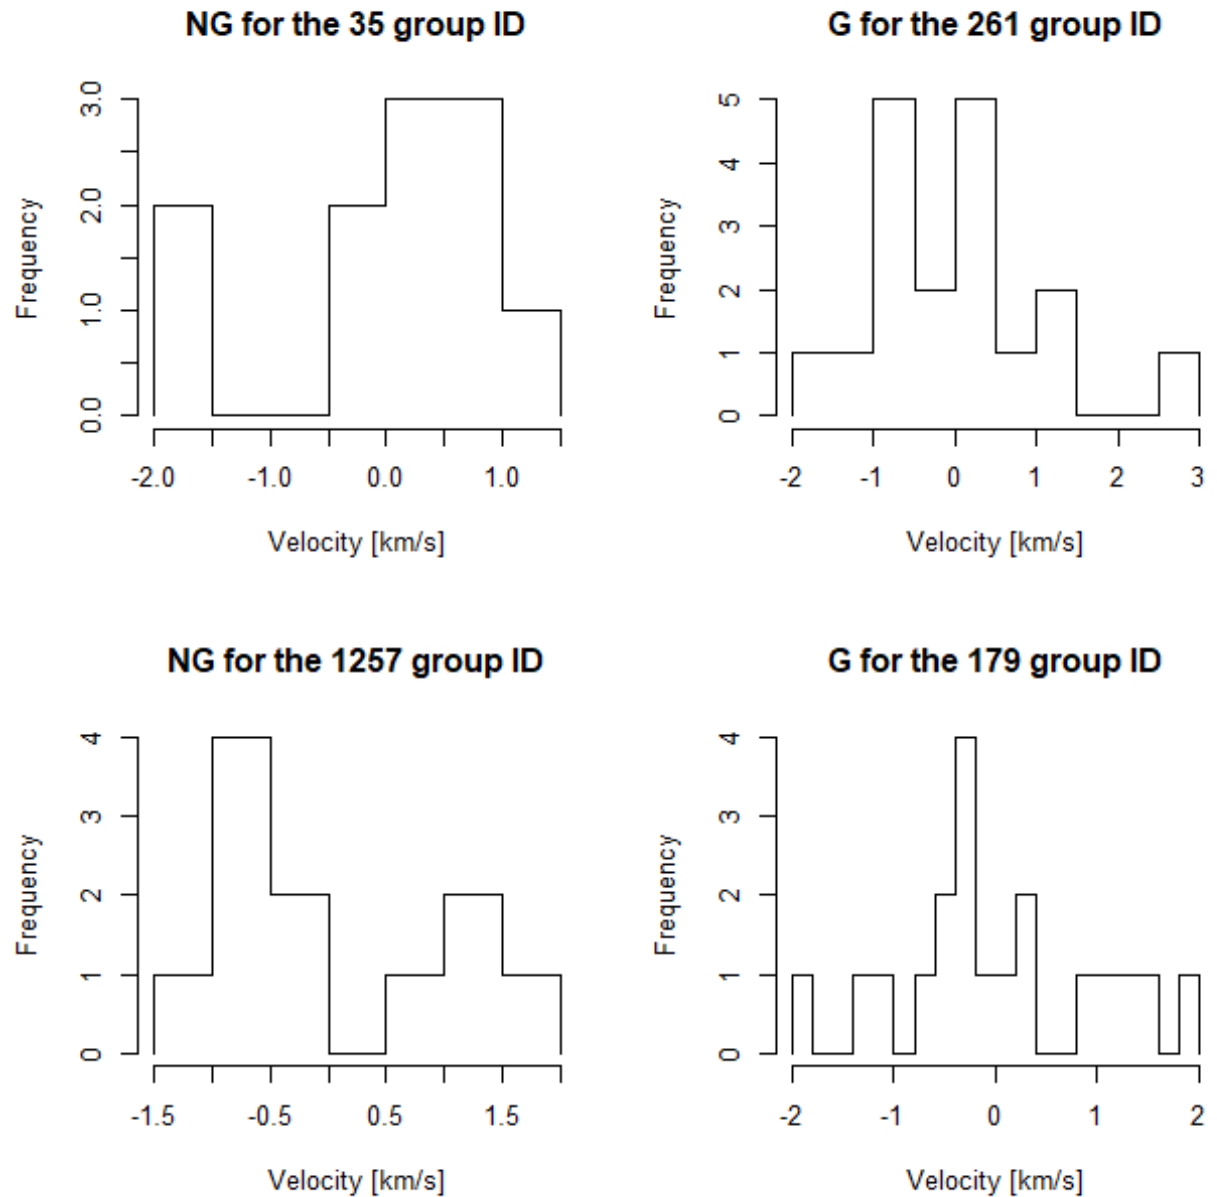 NG for the 35 group ID
Frequency
0.0 1.0 2.0 3.0
-2.0 -1.0 0.0 1.0
Velocity [km/s]
G for the 261 group ID
Frequency
0 1 2 3 4 5
-2 -1 0 1 2 3
Velocity [km/s]
NG for the 1257 group ID
Frequency
0 1 2 3 4
-1.5 -0.5 0.5 1.5
Velocity [km/s]
G for the 179 group ID
Frequency
0 1 2 3 4
-2 -1 0 1 2
Velocity [km/s]